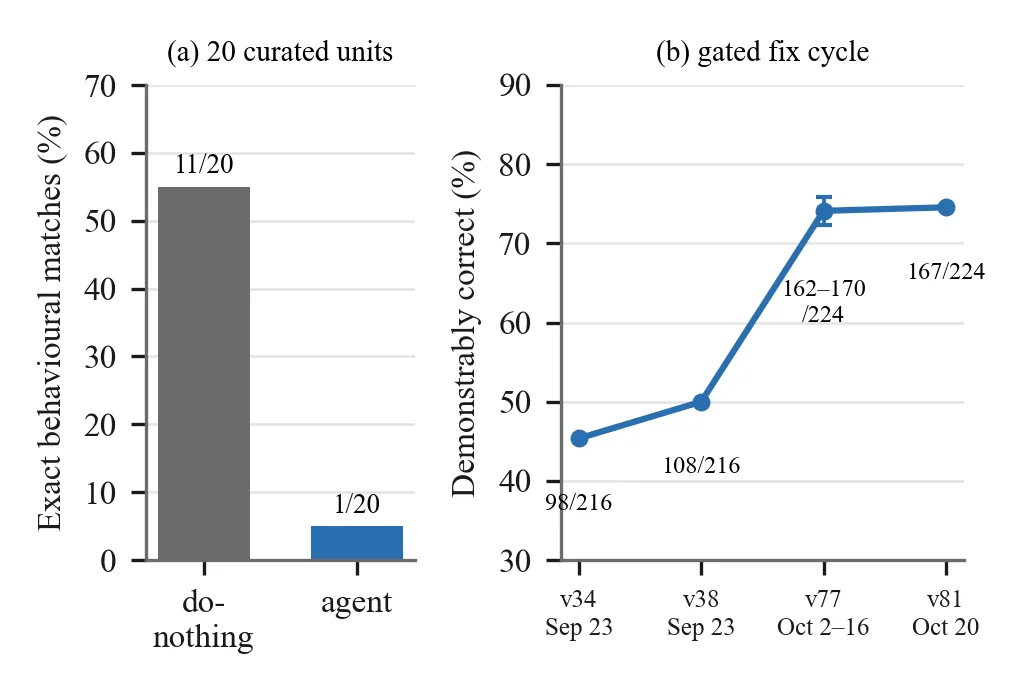 (a) 20 curated units
Exact behavioural matches (%)
70
60
50
40
30
20
10
0
11/20
1/20
do-
nothing
agent
(b) gated fix cycle
Demonstrably correct (%)
90
80
70
60
50
40
30
98/216
108/216
162–170
/224
167/224
v34
Sep 23
v38
Sep 23
v77
Oct 2–16
v81
Oct 20